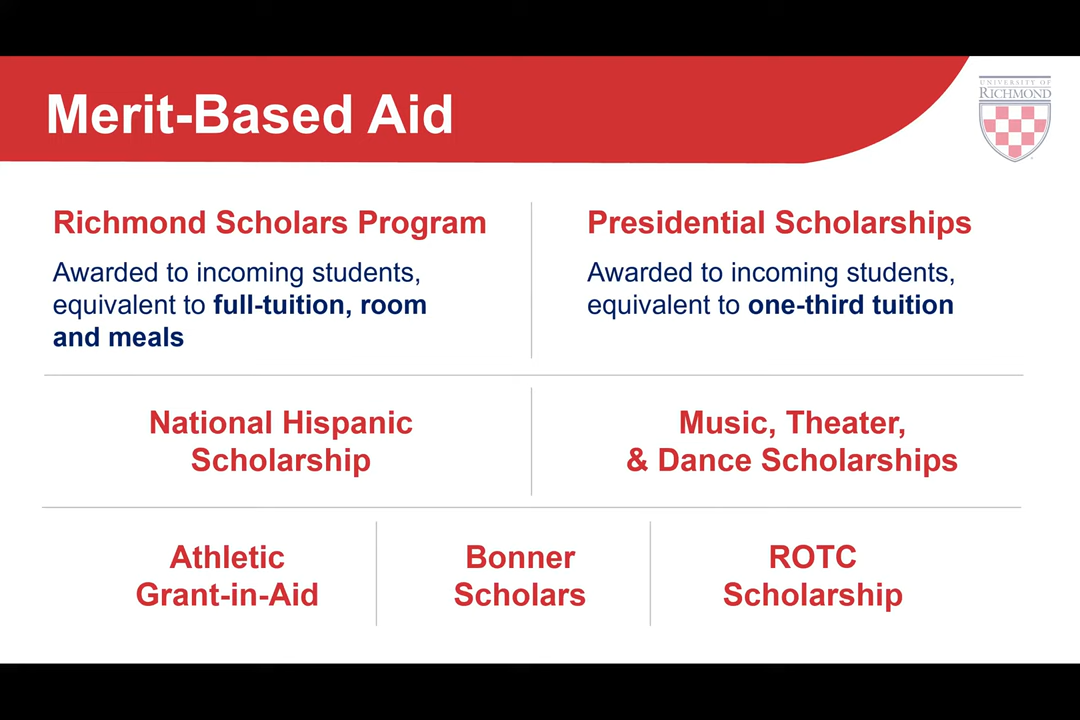 Merit-Based Aid
UNIVERSITY OF
RICHMOND
Richmond Scholars Program
Awarded to incoming students,
equivalent to full-tuition, room
and meals
Presidential Scholarships
Awarded to incoming students,
equivalent to one-third tuition
National Hispanic
Scholarship
Music, Theater,
& Dance Scholarships
Athletic
Grant-in-Aid
Bonner
Scholars
ROTC
Scholarship